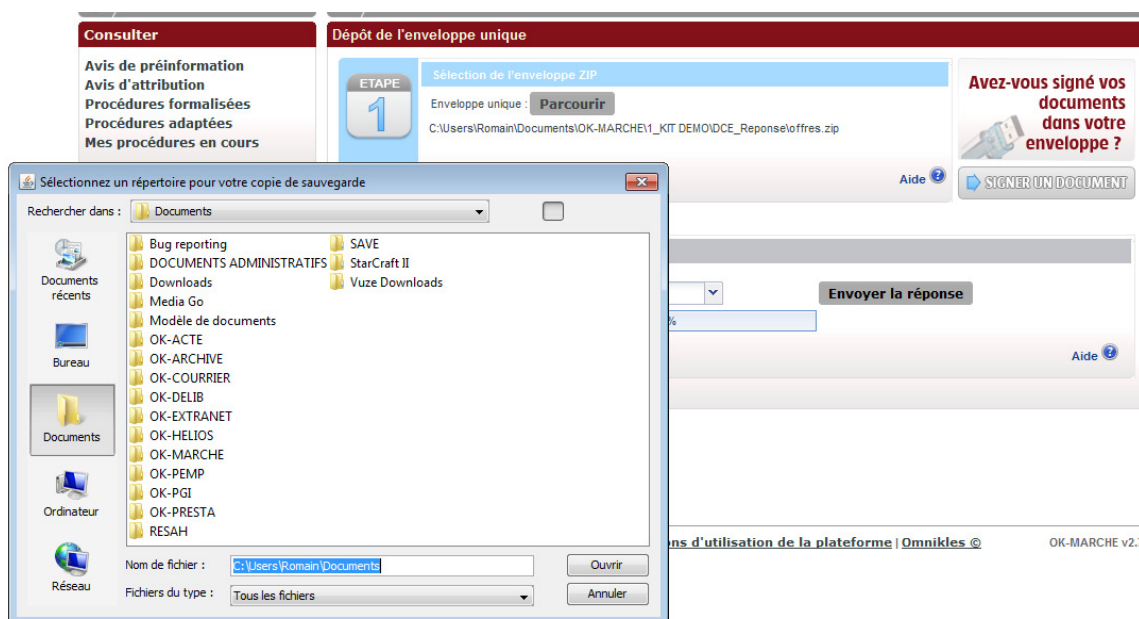 Consulter
Avis de préinformation
Avis d'attribution
Procédures formalisées
Procédures adaptées
Mes procédures en cours
Dépôt de l'enveloppe unique
ETAPE
1
Sélection de l'enveloppe ZIP
Enveloppe unique : Parcourir
C:\Users\Romain\Documents\OK-MARCHE\1_KIT DEMO\DCE_Reponse\offres.zip
Aide
Avez-vous signé vos
documents
dans votre
enveloppe ?
SIGNER UN DOCUMENT
Sélectionnez un répertoire pour votre copie de sauvegarde
Rechercher dans : Documents
Documents
récents
Bureau
Documents
Ordinateur
Réseau
Bug reporting
DOCUMENTS ADMINISTRATIFS
Downloads
Media Go
Modèle de documents
OK-ACTE
OK-ARCHIVE
OK-COURRIER
OK-DELIB
OK-EXTRANET
OK-HELIOS
OK-MARCHE
OK-PEMP
OK-PGI
OK-PRESTA
RESAH
SAVE
StarCraft II
Vuze Downloads
Nom de fichier : C:\Users\Romain\Documents Ouvrir
Fichiers du type : Tous les fichiers Annuler
Envoyer la réponse
%
Aide
d'utilisation de la plateforme | Omnikles ©
OK-MARCHE